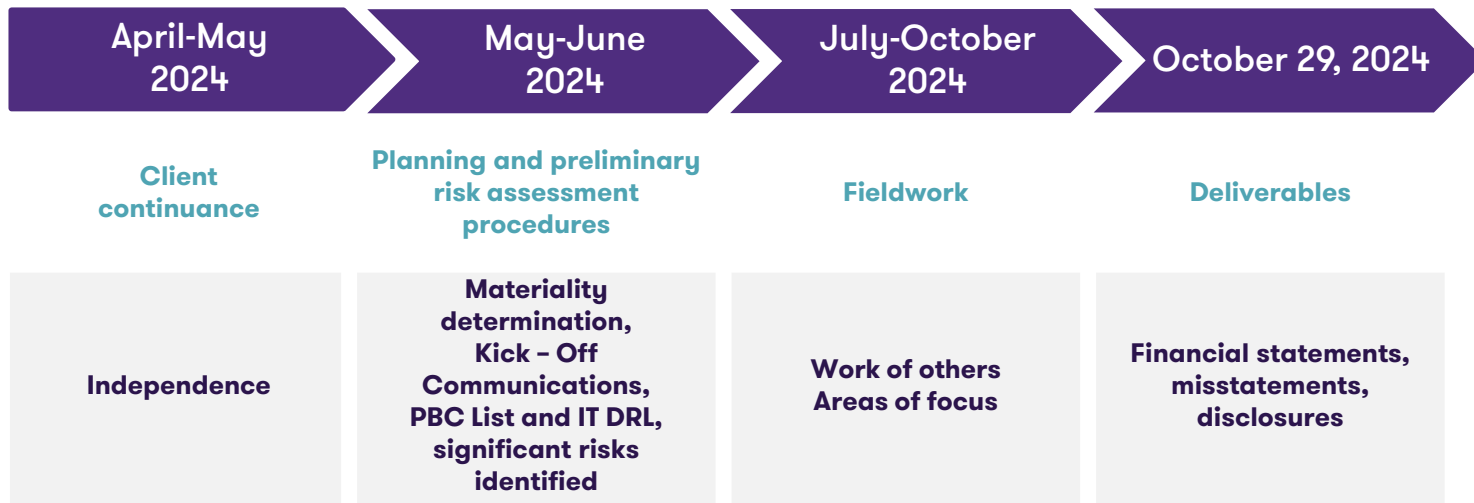 April-May
2024
May-June
2024
July-October
2024
October 29, 2024
Client
continuance
Planning and preliminary
risk assessment
procedures
Fieldwork
Deliverables
Independence
Materiality
determination,
Kick – Off
Communications,
PBC List and IT DRL,
significant risks
identified
Work of others
Areas of focus
Financial statements,
misstatements,
disclosures